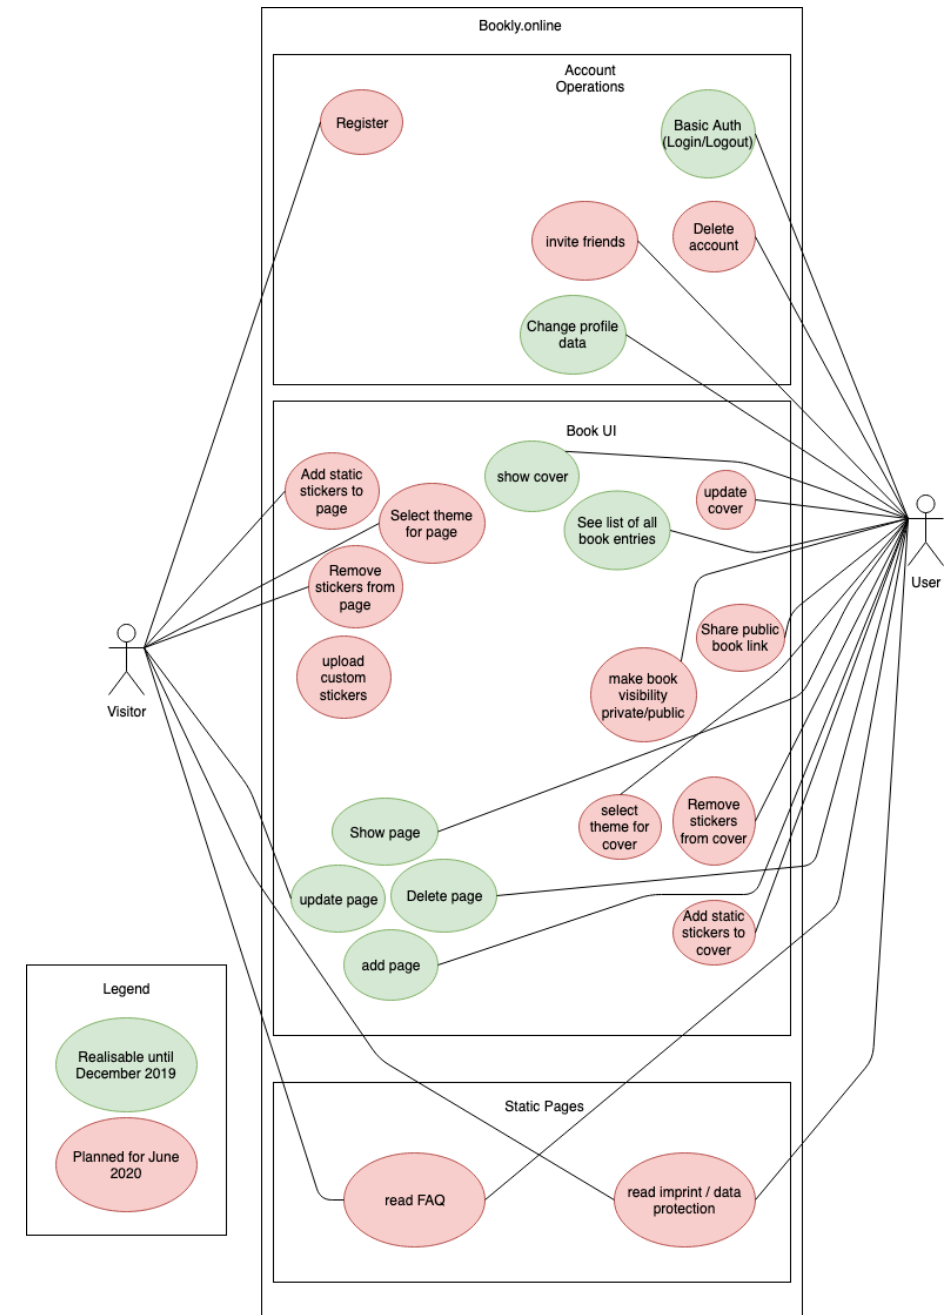 Bookly.online
Account
Operations
Register
Basic Auth
(Login/Logout)
invite friends
Delete
account
Change profile
data
Book UI
Add static
stickers to
page
show cover
Select theme
for page
update
cover
See list of all
book entries
Remove
stickers from
page
User
Share public
book link
upload
custom
stickers
make book
visibility
private/public
Visitor
Show page
select
theme for
cover
Remove
stickers
from cover
update page
Delete page
add page
Add static
stickers to
cover
Legend
Realisable until
December 2019
Planned for June
2020
Static Pages
read FAQ
read imprint / data
protection